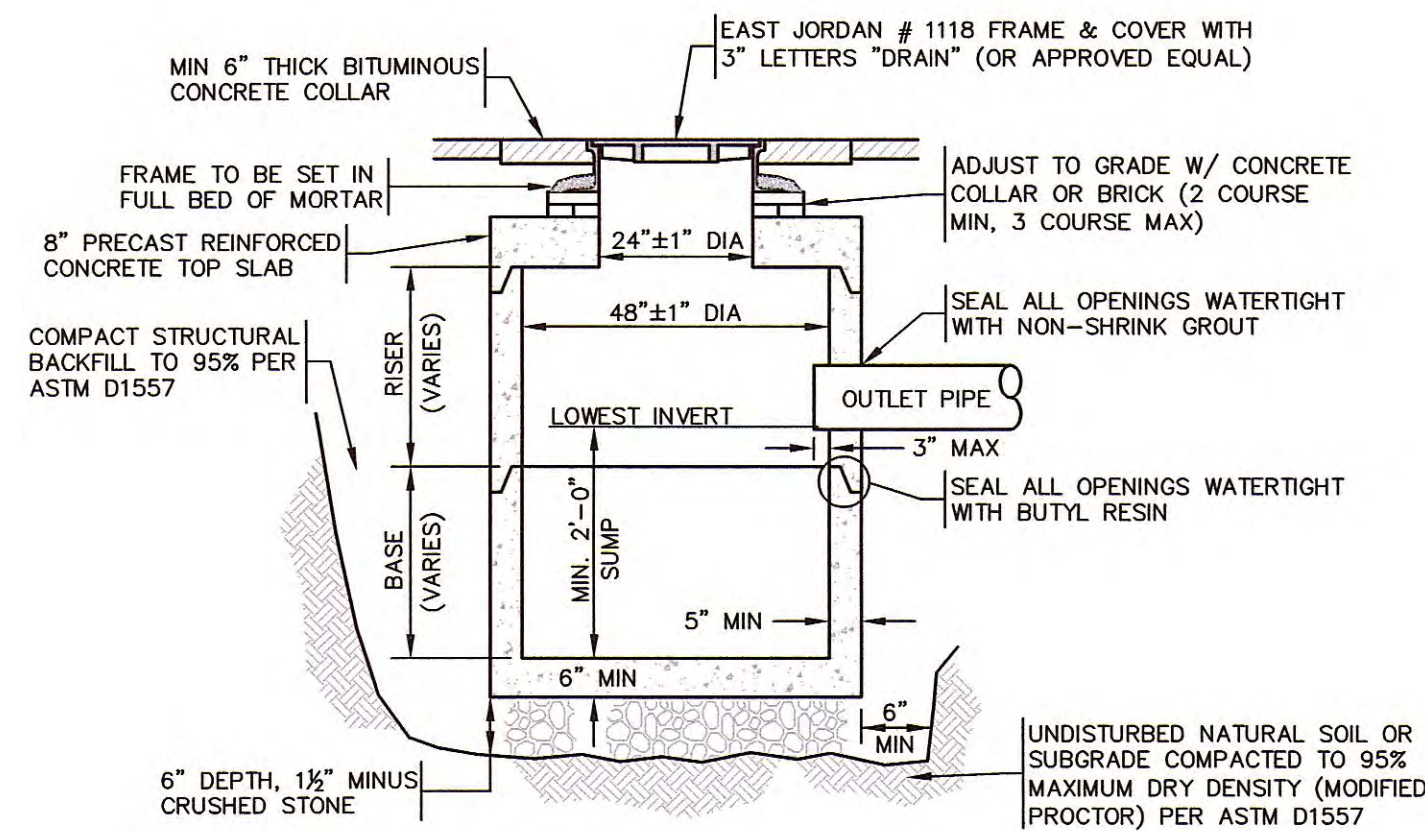 EAST JORDAN # 1118 FRAME & COVER WITH
3" LETTERS "DRAIN" (OR APPROVED EQUAL)
MIN 6" THICK BITUMINOUS
CONCRETE COLLAR
FRAME TO BE SET IN
FULL BED OF MORTAR
ADJUST TO GRADE W/ CONCRETE
COLLAR OR BRICK (2 COURSE
MIN, 3 COURSE MAX)
8" PRECAST REINFORCED
CONCRETE TOP SLAB
24"±1" DIA
48"±1" DIA
SEAL ALL OPENINGS WATERTIGHT
WITH NON-SHRINK GROUT
COMPACT STRUCTURAL
BACKFILL TO 95% PER
ASTM D1557
RISER
(VARIES)
OUTLET PIPE
LOWEST INVERT
3" MAX
SEAL ALL OPENINGS WATERTIGHT
WITH BUTYL RESIN
BASE
(VARIES)
MIN. 2'-0"
SUMP
5" MIN
6" MIN
6"
MIN
6" DEPTH, 1½" MINUS
CRUSHED STONE
UNDISTURBED NATURAL SOIL OR
SUBGRADE COMPACTED TO 95%
MAXIMUM DRY DENSITY (MODIFIED
PROCTOR) PER ASTM D1557